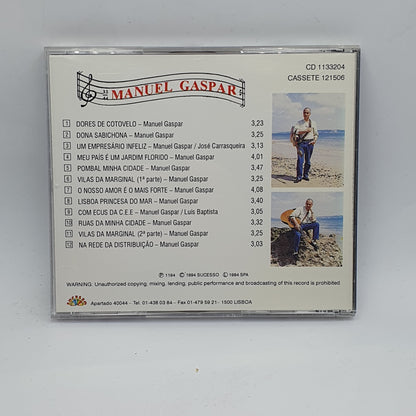 CD 1133204
CASSETE 121506
MANUEL GASPAR
1 DORES DE COTOVELO – Manuel Gaspar 3,23
2 DONA SABICHONA – Manuel Gaspar 3,25
3 UM EMPRESÁRIO INFELIZ – Manuel Gaspar / José Carrasqueira 3,13
4 MEU PAÍS É UM JARDIM FLORIDO – Manuel Gaspar 4,01
5 POMBAL MINHA CIDADE – Manuel Gaspar 3,47
6 VILAS DA MARGINAL (1ª parte) – Manuel Gaspar 3,25
7 O NOSSO AMOR É O MAIS FORTE – Manuel Gaspar 4,08
8 LISBOA PRINCESA DO MAR – Manuel Gaspar 3,40
9 COM ECUS DA C.E.E – Manuel Gaspar / Luis Baptista 3,05
10 RUAS DA MINHA CIDADE – Manuel Gaspar 3,32
11 VILAS DA MARGINAL (2ª parte) – Manuel Gaspar 3,25
12 NA REDE DA DISTRIBUIÇÃO – Manuel Gaspar 3,03
℗ 1194 © 1994 SUCESSO © 1994 SPA
WARNING: Unauthorized copying, mixing, lending, public performance and broadcasting of this record is prohibited.
Apartado 40044 - Tel. 01-436 03 84 - Fax 01-479 59 21- 1500 LISBOA